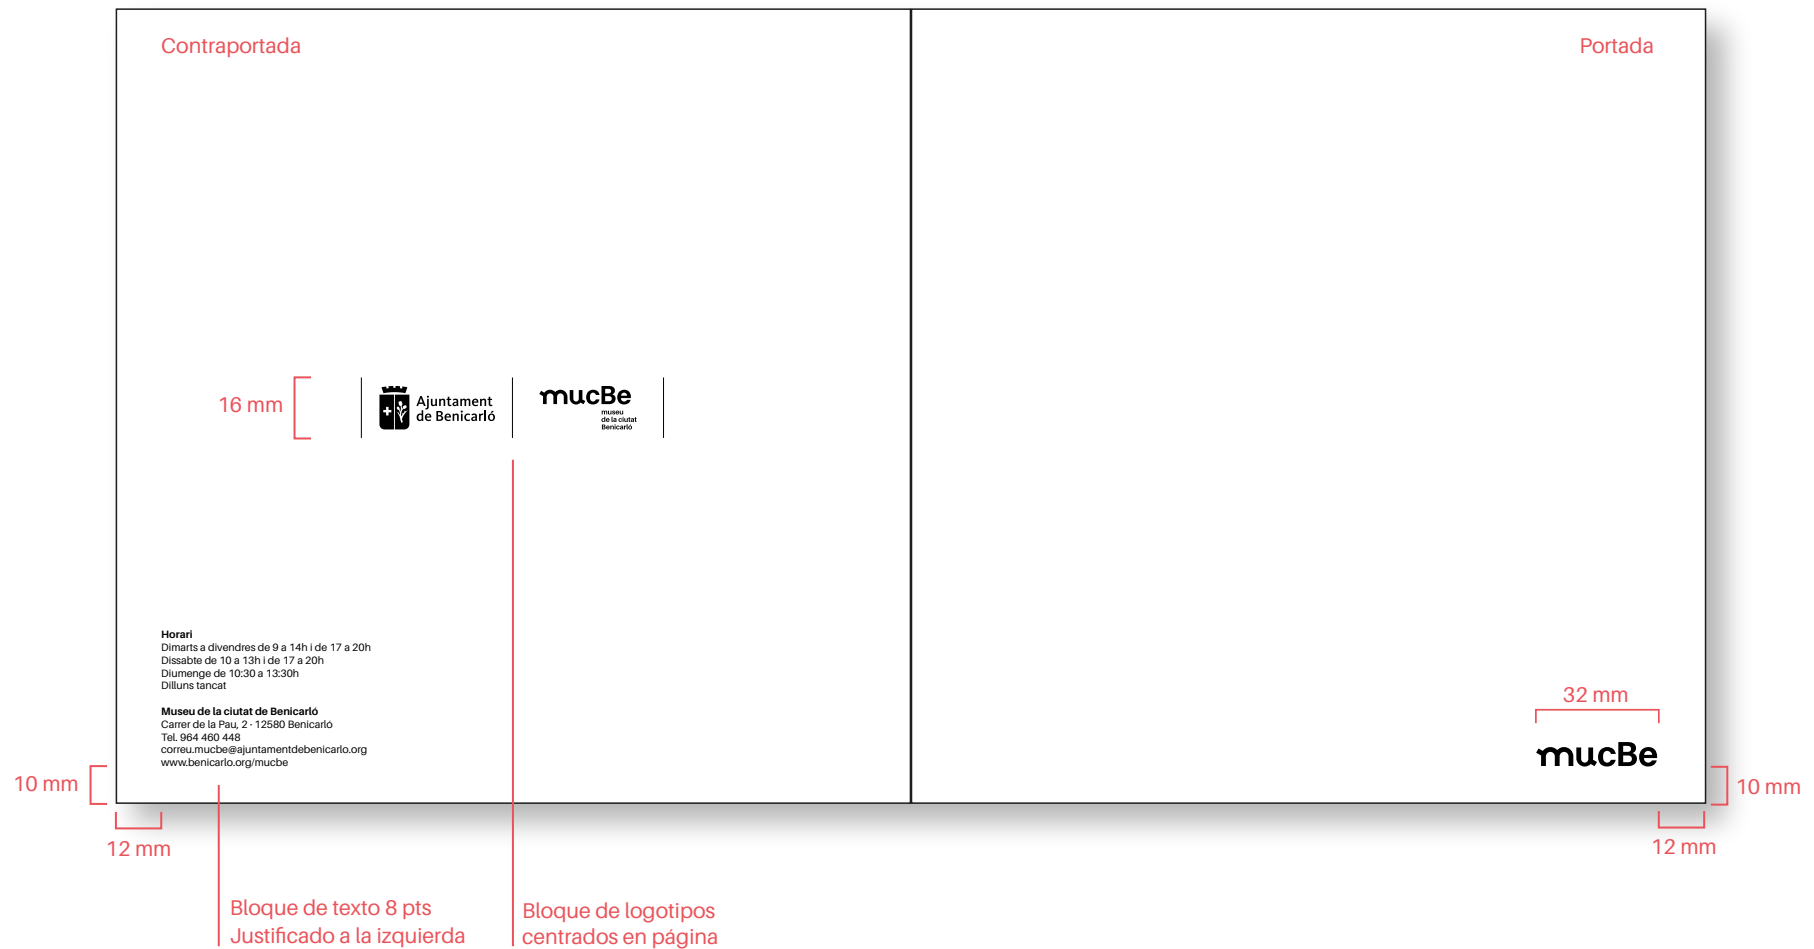 Contraportada
Portada
16 mm
Ajuntament
de Benicarló
mucBe
museu
de la ciutat
Benicarló
Horari
Dimarts a divendres de 9 a 14h i de 17 a 20h
Dissabte de 10 a 13h i de 17 a 20h
Diumenge de 10:30 a 13:30h
Dilluns tancat
Museu de la ciutat de Benicarló
Carrer de la Pau, 2 - 12580 Benicarló
Tel. 964 460 448
correu.mucbe@ajuntamentdebenicarlo.org
www.benicarlo.org/mucbe
32 mm
mucBe
10 mm
10 mm
12 mm
12 mm
Bloque de texto 8 pts
Justificado a la izquierda
Bloque de logotipos
centrados en página